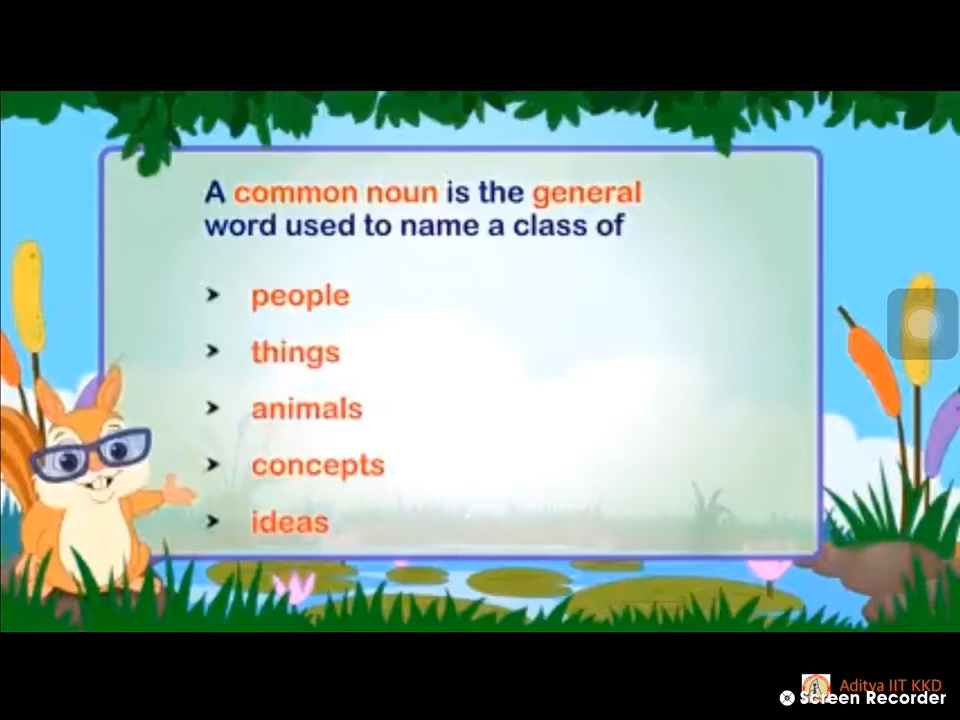 A common noun is the general
word used to name a class of
➤ people
➤ things
➤ animals
➤ concepts
➤ ideas
Aditya IIT KKD
Screen Recorder